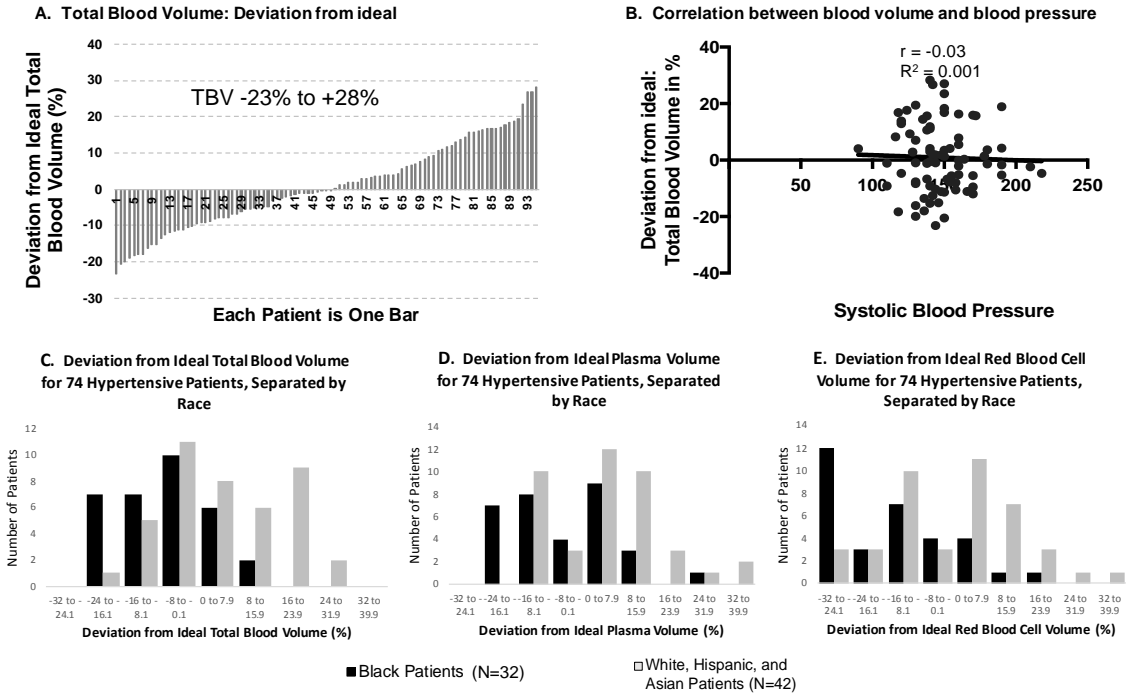 A. Total Blood Volume: Deviation from ideal
Deviation from Ideal Total
Blood Volume (%)
40
30
20
10
0
-10
-20
-30
TBV -23% to +28%
1 5 9 13 17 21 25 29 33 37 41 45 49 53 57 61 65 69 73 77 81 85 89 93
Each Patient is One Bar
B. Correlation between blood volume and blood pressure
Deviation from ideal:
Total Blood Volume in %
r = -0.03
R² = 0.001
40
20
0
-20
-40
50 100 150 200 250
Systolic Blood Pressure
C. Deviation from Ideal Total Blood Volume
for 74 Hypertensive Patients, Separated by
Race
Number of Patients
12
10
8
6
4
2
0
-32 to - -24 to - -16 to - -8 to - 0 to 7.9 8 to 16 to 24 to 32 to
24.1 16.1 8.1 0.1 15.9 23.9 31.9 39.9
Deviation from Ideal Total Blood Volume (%)
D. Deviation from Ideal Plasma Volume
for 74 Hypertensive Patients, Separated
by Race
Number of Patients
14
12
10
8
6
4
2
0
-32 to - -24 to - -16 to - -8 to - 0 to 7.9 8 to 16 to 24 to 32 to
24.1 16.1 8.1 0.1 15.9 23.9 31.9 39.9
Deviation from Ideal Plasma Volume (%)
E. Deviation from Ideal Red Blood Cell
Volume for 74 Hypertensive Patients,
Separated by Race
Number of Patients
14
12
10
8
6
4
2
0
-32 to - -24 to - -16 to - -8 to - 0 to 7.9 8 to 16 to 24 to 32 to
24.1 16.1 8.1 0.1 15.9 23.9 31.9 39.9
Deviation from Ideal Red Blood Cell Volume (%)
Black Patients (N=32)
White, Hispanic, and
Asian Patients (N=42)